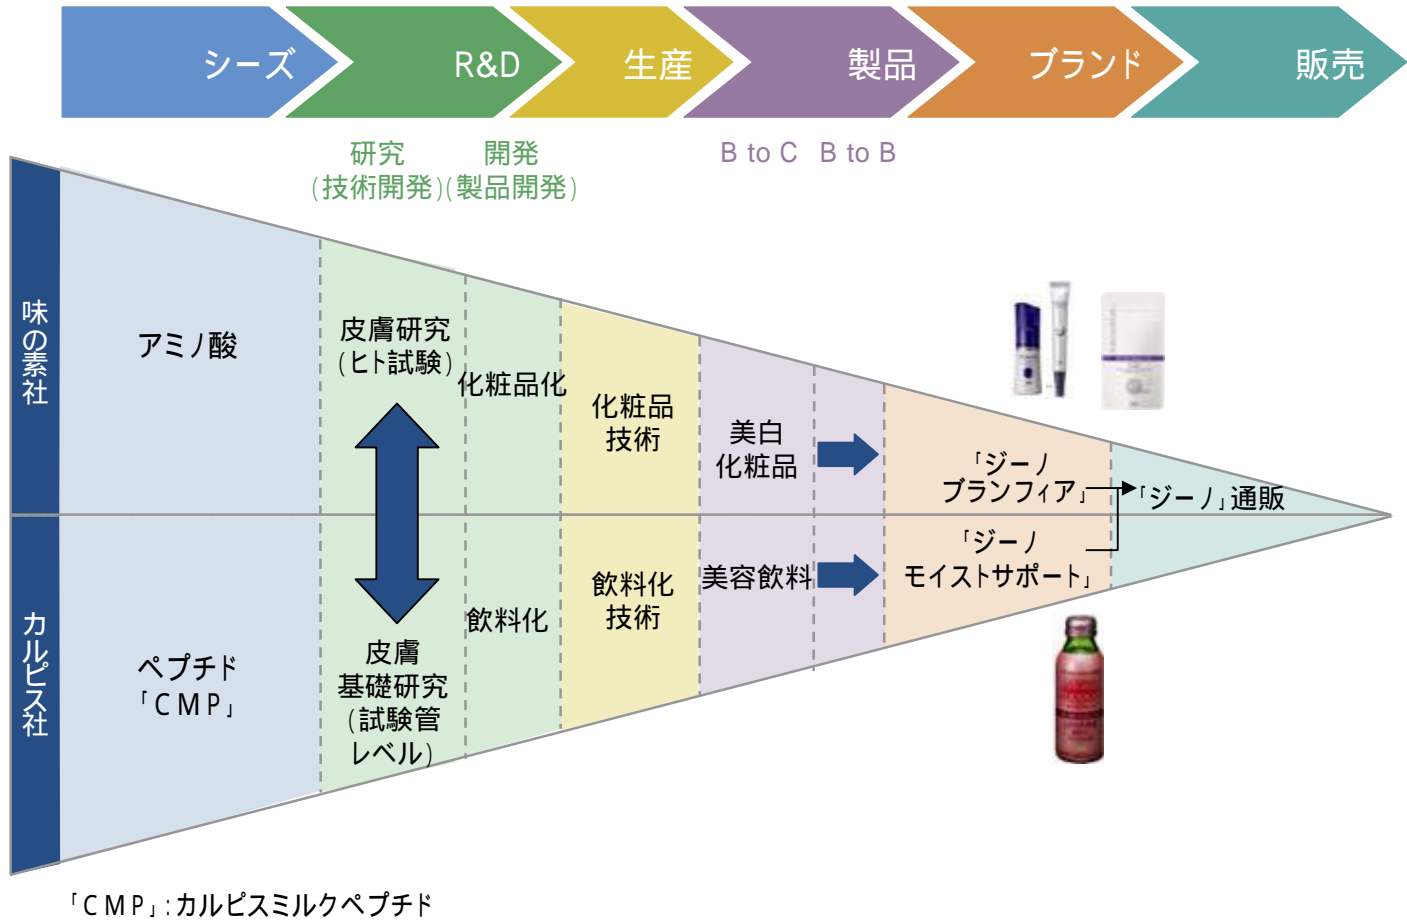 シーズ
R&D
生産
製品
ブランド
販売
研究
(技術開発)
開発
(製品開発)
B to C
B to B
味の素社
アミノ酸
皮膚研究
(ヒト試験)
化粧品化
化粧品
技術
美白
化粧品
「ジーノ
ブランフィア」
「ジーノ」通販
カルピス社
ペプチド
「CMP」
皮膚
基礎研究
(試験管
レベル)
飲料化
飲料化
技術
美容飲料
「ジーノ
モイストサポート」
「CMP」:カルピスミルクペプチド